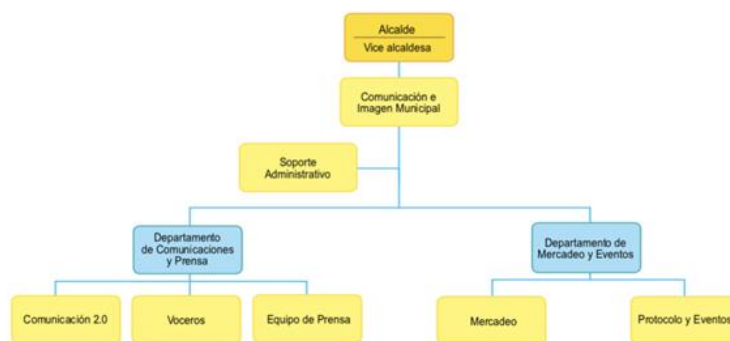 Alcalde
Vice alcaldesa
Comunicación e
Imagen Municipal
Soporte
Administrativo
Departamento
de Comunicaciones
y Prensa
Departamento de
Mercadeo y Eventos
Comunicación 2.0
Voceros
Equipo de Prensa
Mercadeo
Protocolo y Eventos